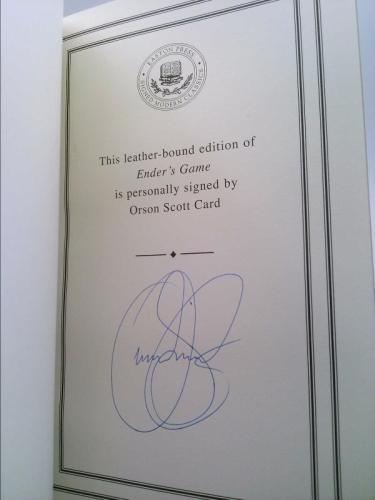 EASTON PRESS
SIGNED MODERN CLASSICS
This leather-bound edition of
Ender's Game
is personally signed by
Orson Scott Card